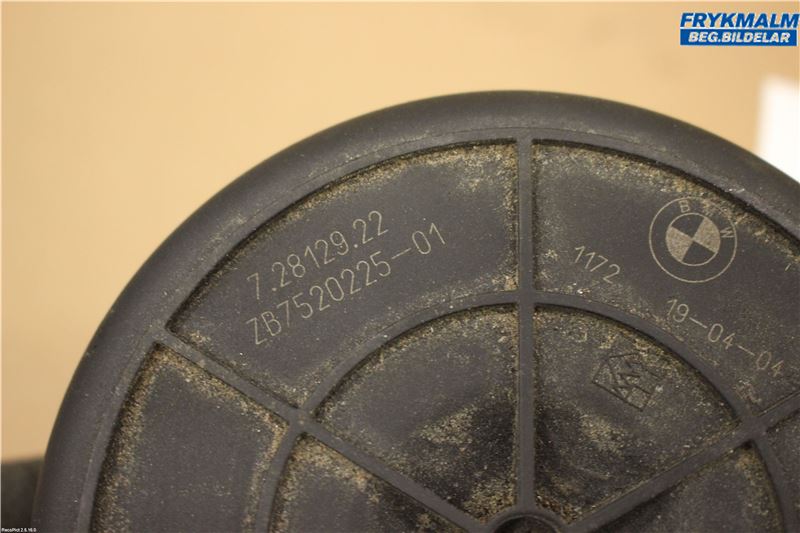 FRYKMALM
BEG.BILDELAR
BMW
7.28129.22
ZB7520225-01
1172
19-04-04